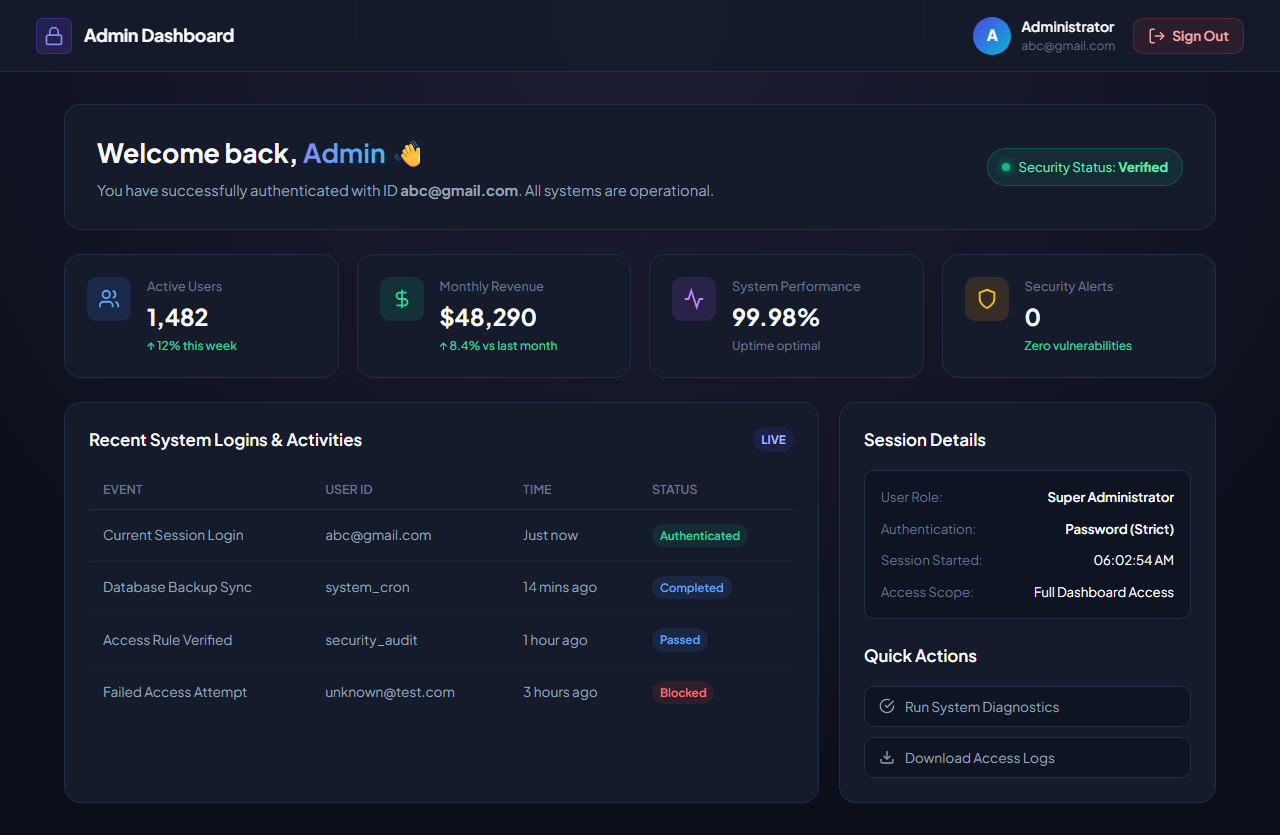 Admin Dashboard
A
Administrator
abc@gmail.com
Sign Out
Welcome back, Admin 👋
You have successfully authenticated with ID abc@gmail.com. All systems are operational.
Security Status: Verified
Active Users
1,482
↑ 12% this week
Monthly Revenue
$48,290
↑ 8.4% vs last month
System Performance
99.98%
Uptime optimal
Security Alerts
0
Zero vulnerabilities
Recent System Logins & Activities
LIVE
EVENT USER ID TIME STATUS
Current Session Login abc@gmail.com Just now Authenticated
Database Backup Sync system_cron 14 mins ago Completed
Access Rule Verified security_audit 1 hour ago Passed
Failed Access Attempt unknown@test.com 3 hours ago Blocked
Session Details
User Role: Super Administrator
Authentication: Password (Strict)
Session Started: 06:02:54 AM
Access Scope: Full Dashboard Access
Quick Actions
Run System Diagnostics
Download Access Logs